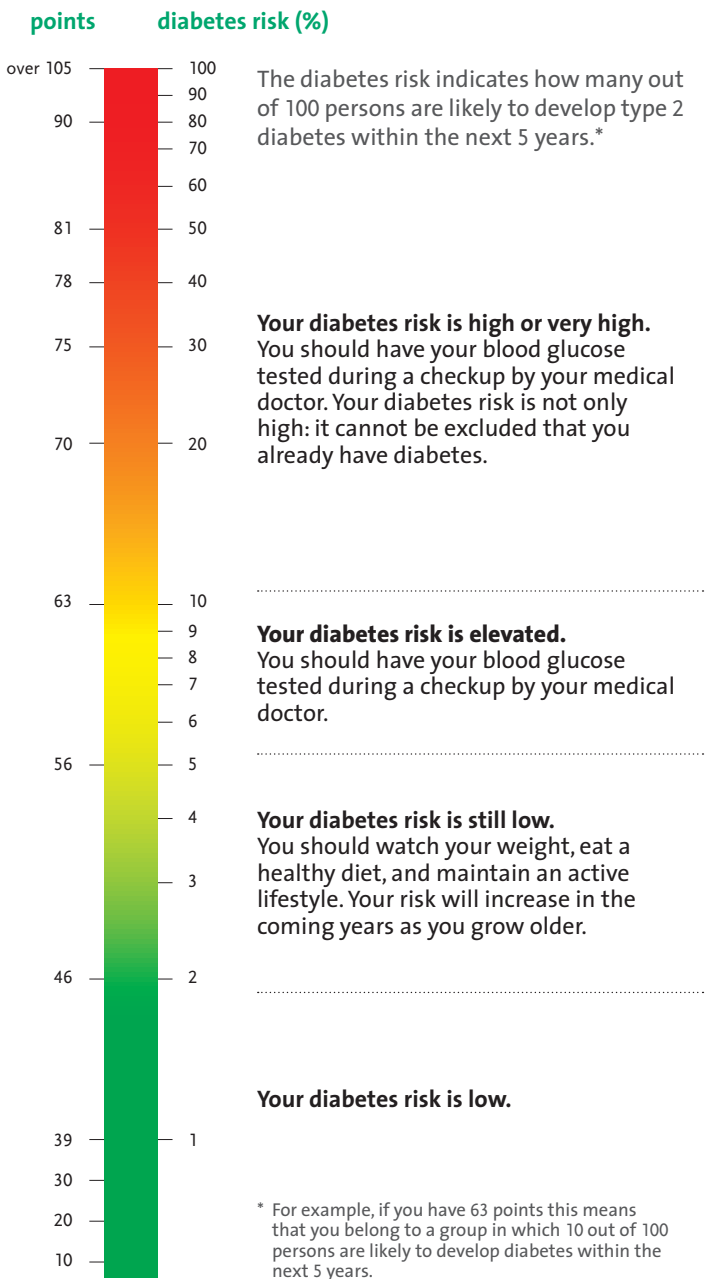 points diabetes risk (%)
over 105 100
90
90 80
70
60
81 50
78 40
75 30
70 20
63 10
9
8
7
6
56 5
4
3
46 2
39 1
30
20
10
The diabetes risk indicates how many out
of 100 persons are likely to develop type 2
diabetes within the next 5 years.*
Your diabetes risk is high or very high.
You should have your blood glucose
tested during a checkup by your medical
doctor. Your diabetes risk is not only
high: it cannot be excluded that you
already have diabetes.
Your diabetes risk is elevated.
You should have your blood glucose
tested during a checkup by your medical
doctor.
Your diabetes risk is still low.
You should watch your weight, eat a
healthy diet, and maintain an active
lifestyle. Your risk will increase in the
coming years as you grow older.
Your diabetes risk is low.
* For example, if you have 63 points this means
that you belong to a group in which 10 out of 100
persons are likely to develop diabetes within the
next 5 years.